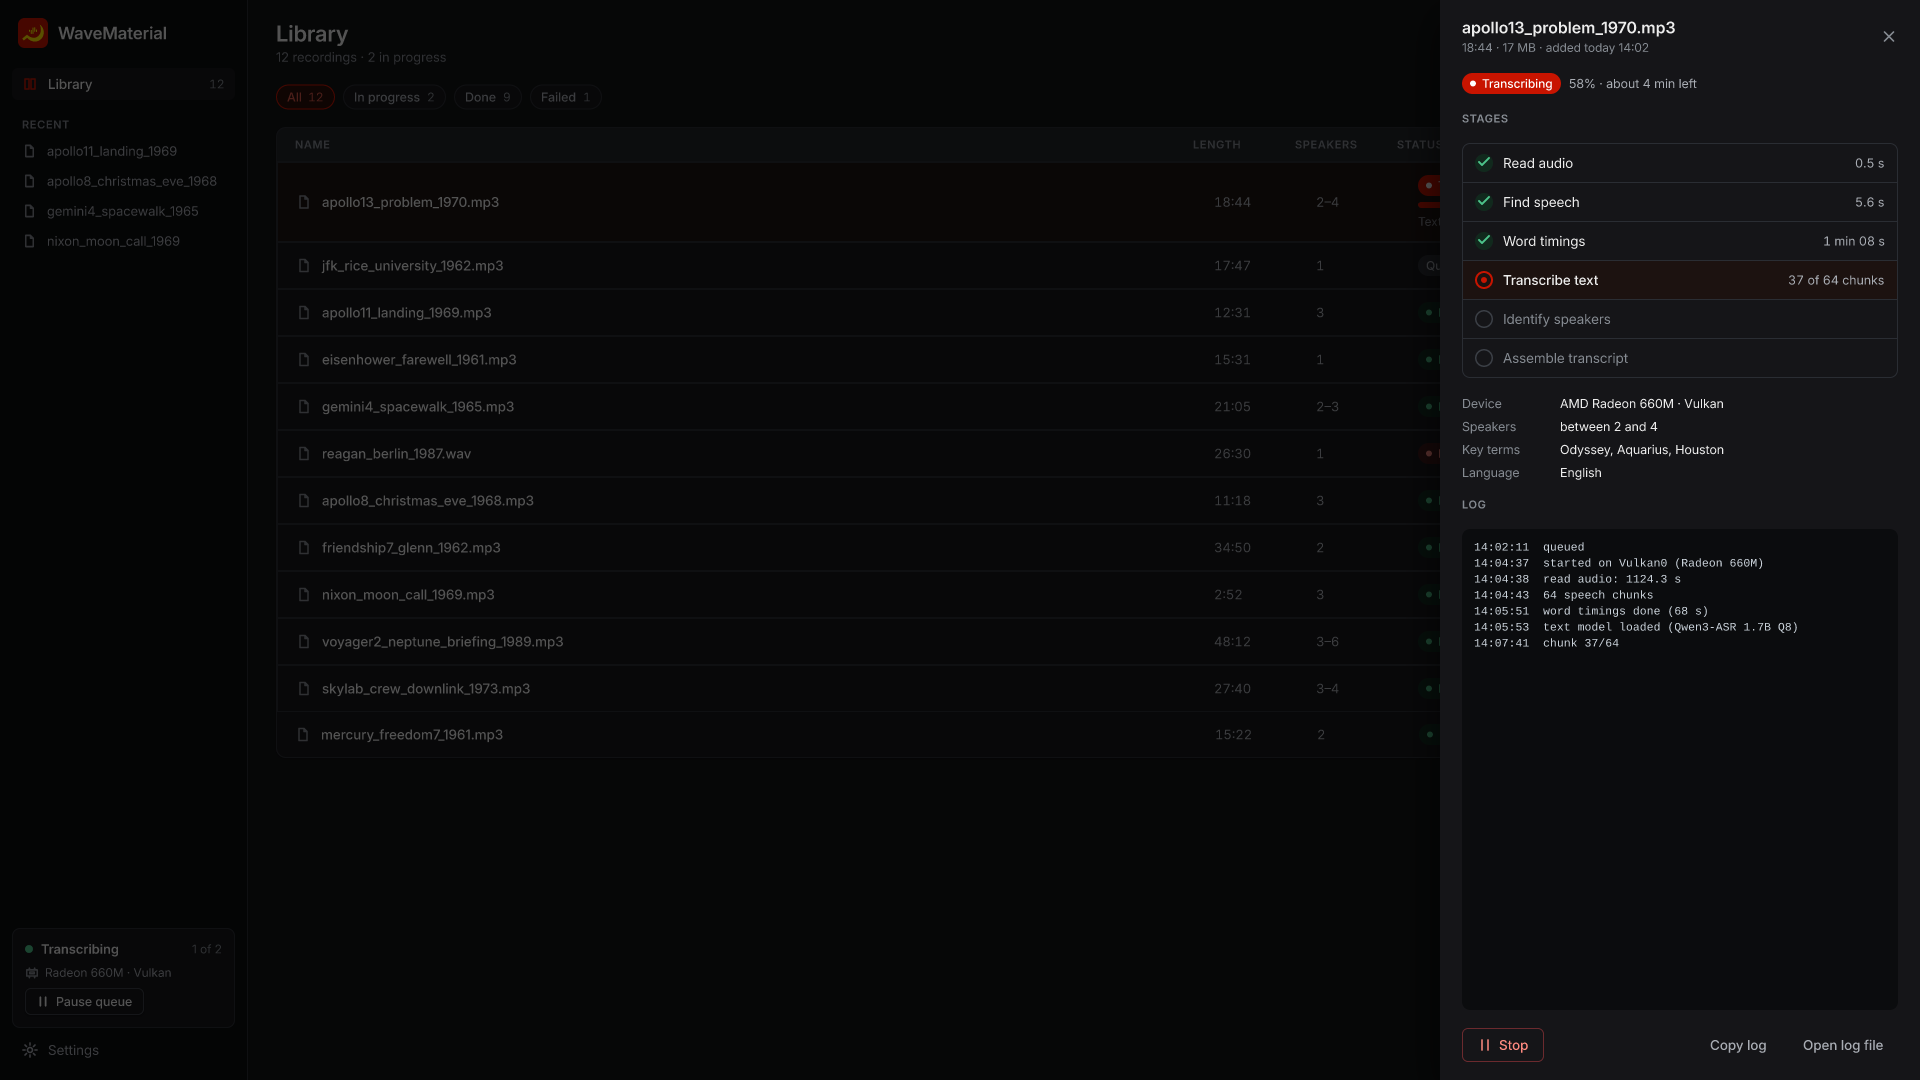 WaveMaterial
Library 12
RECENT
apollo11_landing_1969
apollo8_christmas_eve_1968
gemini4_spacewalk_1965
nixon_moon_call_1969
Transcribing 1 of 2
Radeon 660M · Vulkan
Pause queue
Settings
Library
12 recordings · 2 in progress
All 12 In progress 2 Done 9 Failed 1
NAME LENGTH SPEAKERS STATUS
apollo13_problem_1970.mp3 18:44 2–4
jfk_rice_university_1962.mp3 17:47 1
apollo11_landing_1969.mp3 12:31 3
eisenhower_farewell_1961.mp3 15:31 1
gemini4_spacewalk_1965.mp3 21:05 2–3
reagan_berlin_1987.wav 26:30 1
apollo8_christmas_eve_1968.mp3 11:18 3
friendship7_glenn_1962.mp3 34:50 2
nixon_moon_call_1969.mp3 2:52 3
voyager2_neptune_briefing_1989.mp3 48:12 3–6
skylab_crew_downlink_1973.mp3 27:40 3–4
mercury_freedom7_1961.mp3 15:22 2
apollo13_problem_1970.mp3
18:44 · 17 MB · added today 14:02
Transcribing 58% · about 4 min left
STAGES
Read audio 0.5 s
Find speech 5.6 s
Word timings 1 min 08 s
Transcribe text 37 of 64 chunks
Identify speakers
Assemble transcript
Device AMD Radeon 660M · Vulkan
Speakers between 2 and 4
Key terms Odyssey, Aquarius, Houston
Language English
LOG
14:02:11 queued
14:04:37 started on Vulkan0 (Radeon 660M)
14:04:38 read audio: 1124.3 s
14:04:43 64 speech chunks
14:05:51 word timings done (68 s)
14:05:53 text model loaded (Qwen3-ASR 1.7B Q8)
14:07:41 chunk 37/64
Stop Copy log Open log file